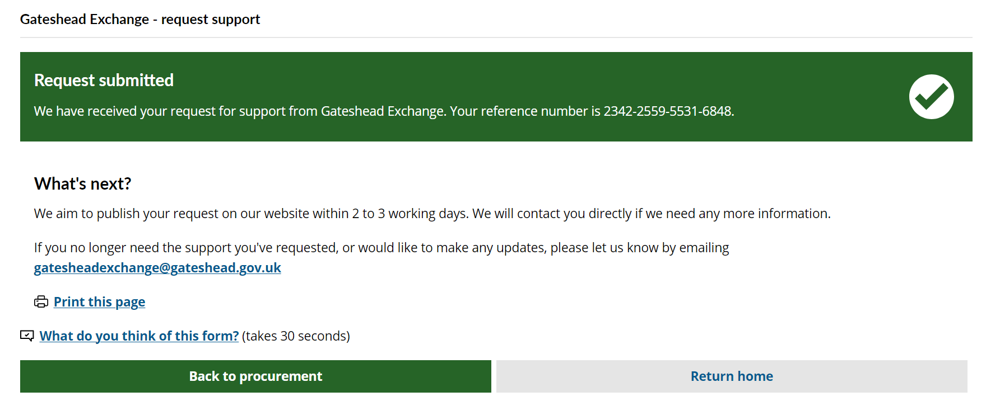 Gateshead Exchange - request support
Request submitted
We have received your request for support from Gateshead Exchange. Your reference number is 2342-2559-5531-6848.
What's next?
We aim to publish your request on our website within 2 to 3 working days. We will contact you directly if we need any more information.
If you no longer need the support you've requested, or would like to make any updates, please let us know by emailing
gatesheadexchange@gateshead.gov.uk
Print this page
What do you think of this form? (takes 30 seconds)
Back to procurement
Return home